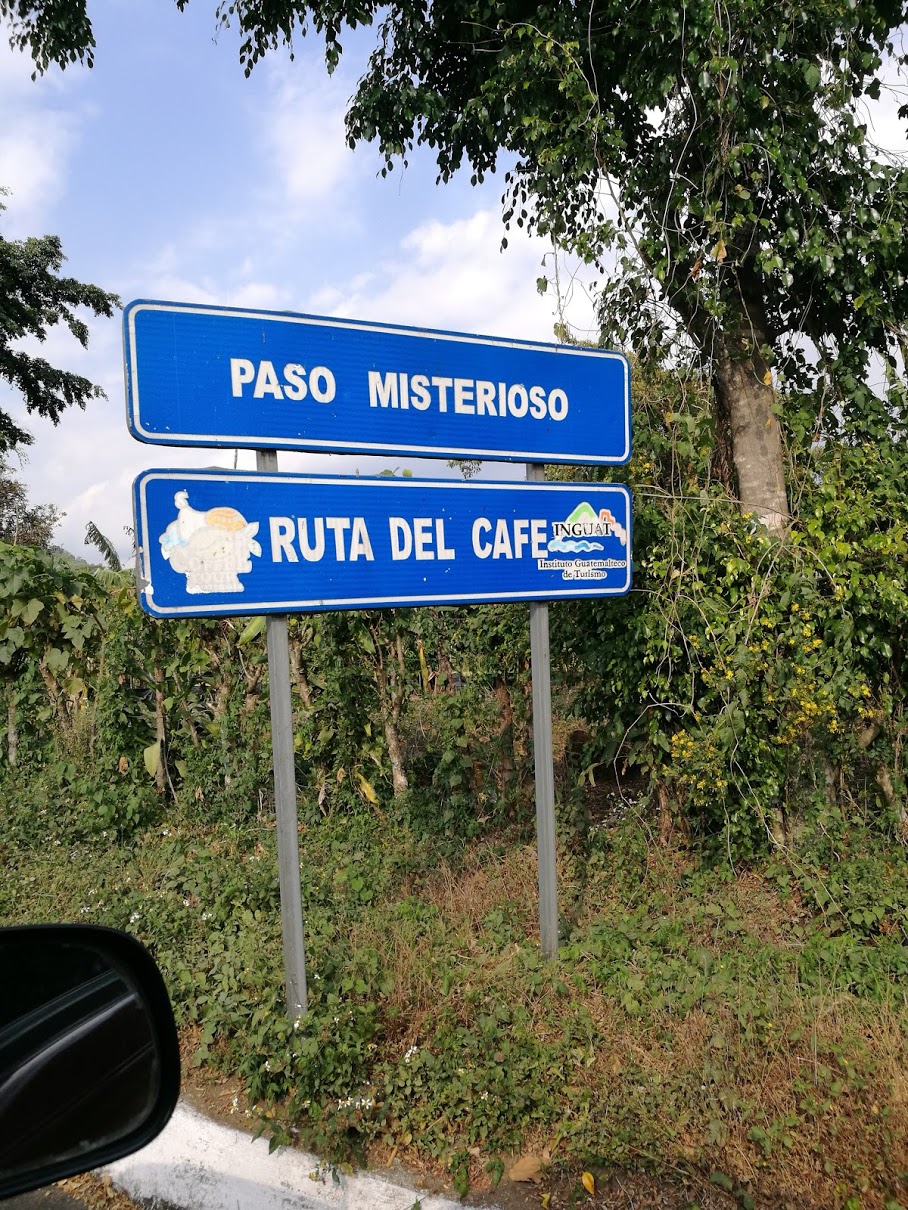 PASO MISTERIOSO
RUTA DEL CAFE
INGUAT
Instituto Guatemalteco
de Turismo